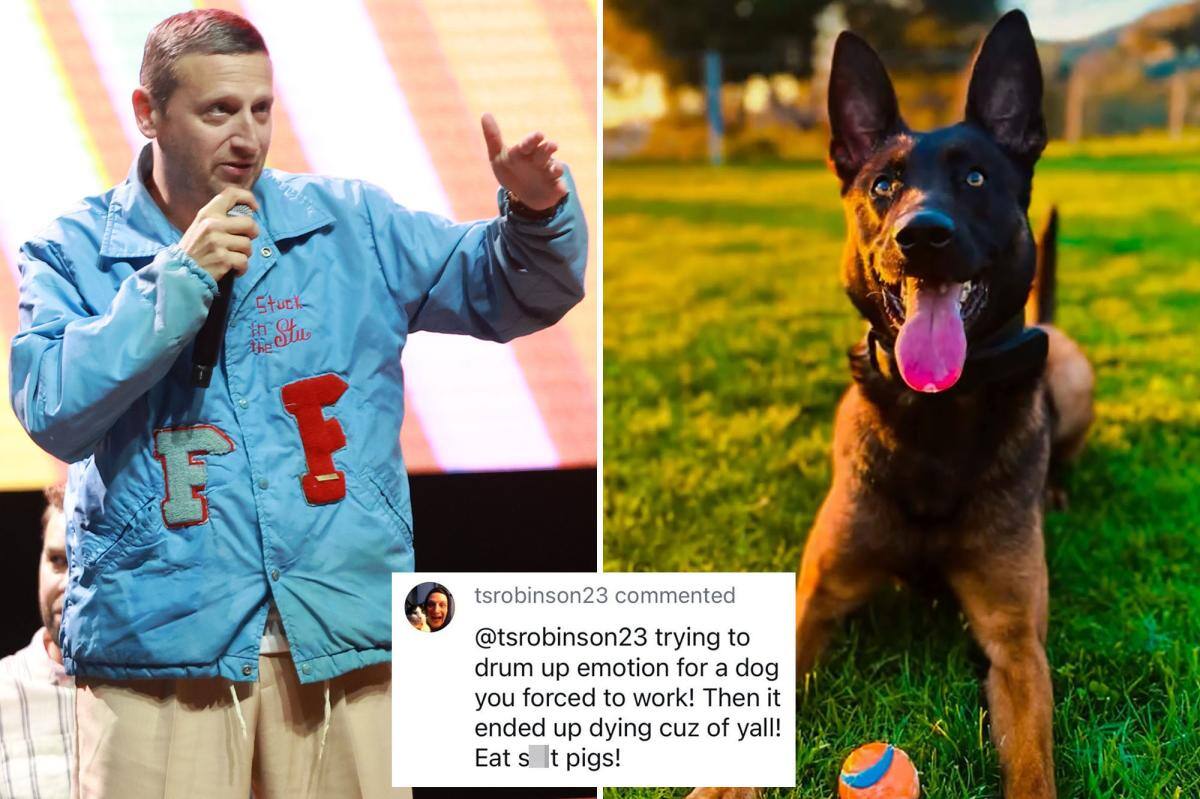 Stuck
in
the Stu
F F
tsrobinson23 commented
@tsrobinson23 trying to
drum up emotion for a dog
you forced to work! Then it
ended up dying cuz of yall!
Eat s t pigs!